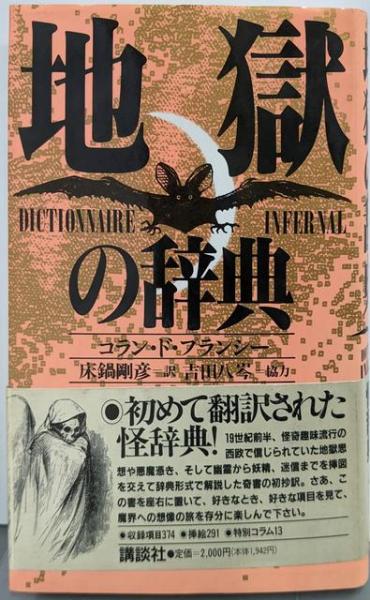 地獄
DICTIONNAIRE INFERNAL
の辞典
コラン・ド・プランシー
床鍋剛彦=訳 吉田八岑=協力
●初めて翻訳された
怪辞典!
19世紀前半、怪奇趣味流行の
西欧で信じられていた地獄思
想や悪魔憑き、そして幽霊から妖精、迷信までを挿図
を交えて辞典形式で解説した奇書の初抄訳。さあ、こ
の書を座右に置いて、好きなとき、好きな項目を見て、
魔界への想像の旅を存分に楽しんで下さい。
●収録項目374 ●挿絵291 ●特別コラム13
講談社 ●定価=2,000円(本体1,942円)